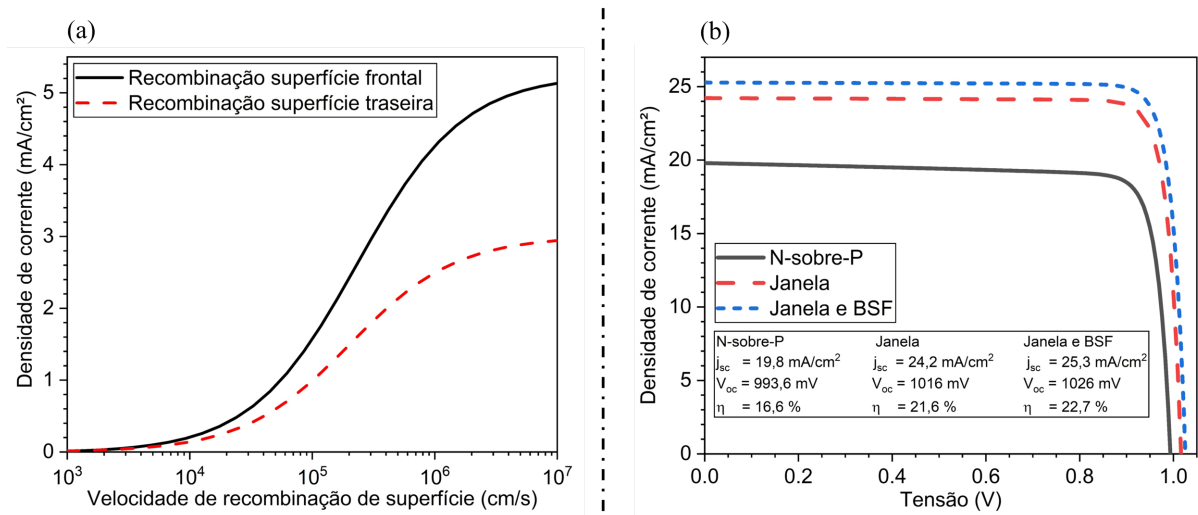 (a)
Recombinação superfície frontal
Recombinação superfície traseira
Densidade de corrente (mA/cm²)
5
4
3
2
1
0
10³
10⁴
10⁵
10⁶
10⁷
Velocidade de recombinação de superfície (cm/s)
(b)
Densidade de corrente (mA/cm²)
25
20
15
10
5
0
N-sobre-P
Janela
Janela e BSF
N-sobre-P Janela Janela e BSF
jsc = 19,8 mA/cm² jsc = 24,2 mA/cm² jsc = 25,3 mA/cm²
Voc = 993,6 mV Voc = 1016 mV Voc = 1026 mV
η = 16,6 % η = 21,6 % η = 22,7 %
0.0 0.2 0.4 0.6 0.8 1.0
Tensão (V)